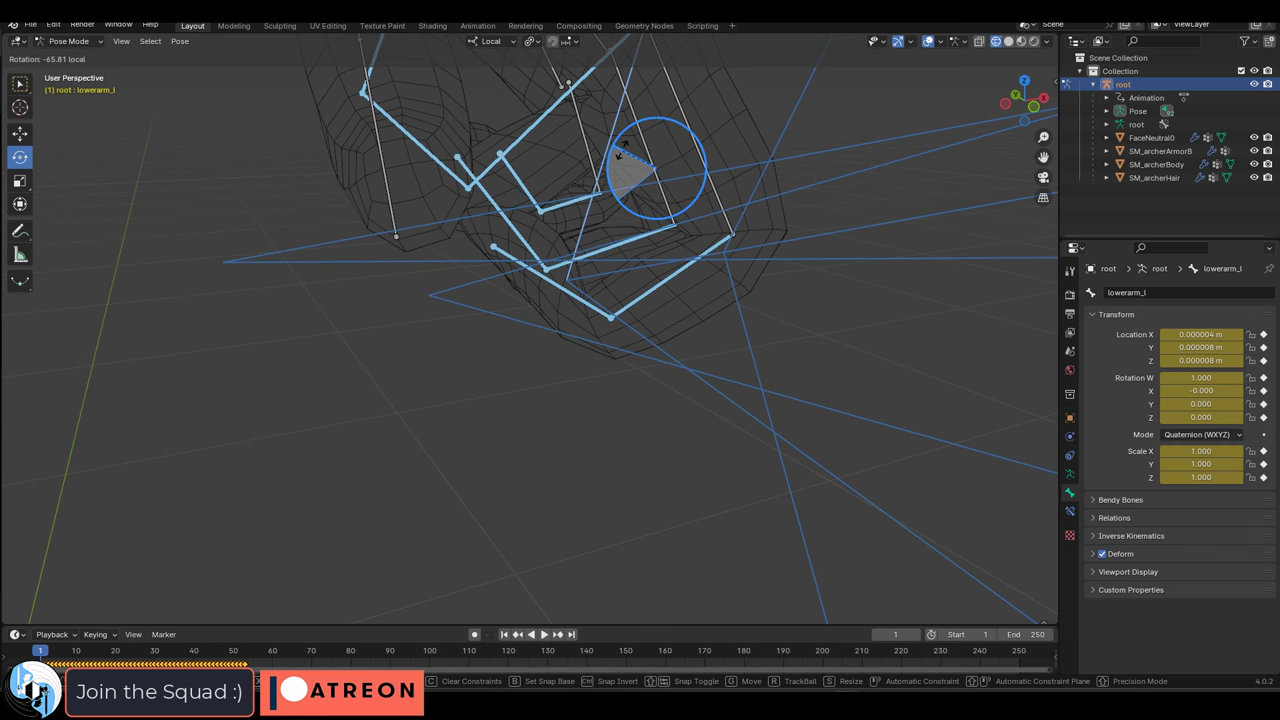 File Edit Render Window Help Layout Modeling Sculpting UV Editing Texture Paint Shading Animation Rendering Compositing Geometry Nodes Scripting + Scene ViewLayer
Pose Mode View Select Pose Local
Rotation: -65.81 local
User Perspective
(1) root : lowerarm_l
Z
X
Y
Scene Collection
Collection
root
Animation
Pose
root
FaceNeutral0
SM_archerArmorB
SM_archerBody
SM_archerHair
root root lowerarm_l
lowerarm_l
Transform
Location X 0.000004 m
Y 0.000008 m
Z 0.000008 m
Rotation W 1.000
X -0.000
Y 0.000
Z 0.000
Mode Quaternion (WXYZ)
Scale X 1.000
Y 1.000
Z 1.000
Bendy Bones
Relations
Inverse Kinematics
Deform
Viewport Display
Custom Properties
Playback Keying View Marker 1 Start 1 End 250
1 10 20 30 40 50 60 70 80 90 100 110 120 130 140 150 160 170 180 190 200 210 220 230 240 250
Clear Constraints B Set Snap Base Ctrl Snap Invert Snap Toggle G Move R TrackBall S Resize Automatic Constraint Automatic Constraint Plane Precision Mode 4.0.2
Join the Squad :)
PATREON